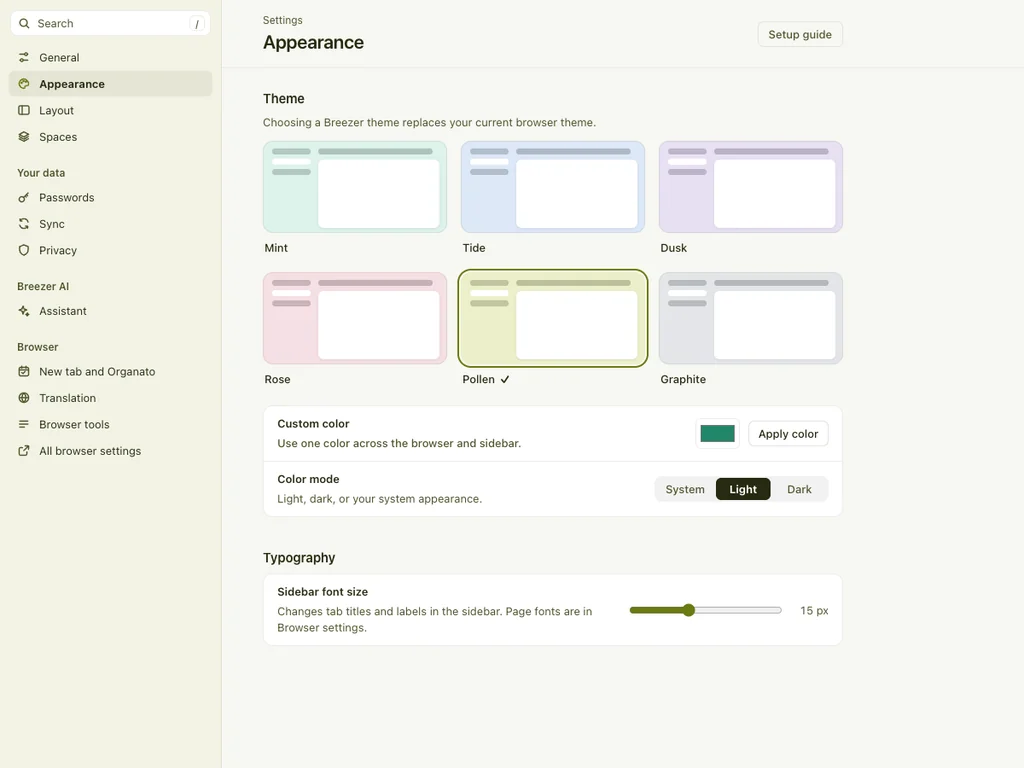 Search
/
General
Appearance
Layout
Spaces
Your data
Passwords
Sync
Privacy
Breezer AI
Assistant
Browser
New tab and Organato
Translation
Browser tools
All browser settings
Settings
Appearance
Setup guide
Theme
Choosing a Breezer theme replaces your current browser theme.
Mint
Tide
Dusk
Rose
Pollen
Graphite
Custom color
Use one color across the browser and sidebar.
Apply color
Color mode
Light, dark, or your system appearance.
System
Light
Dark
Typography
Sidebar font size
Changes tab titles and labels in the sidebar. Page fonts are in
Browser settings.
15 px